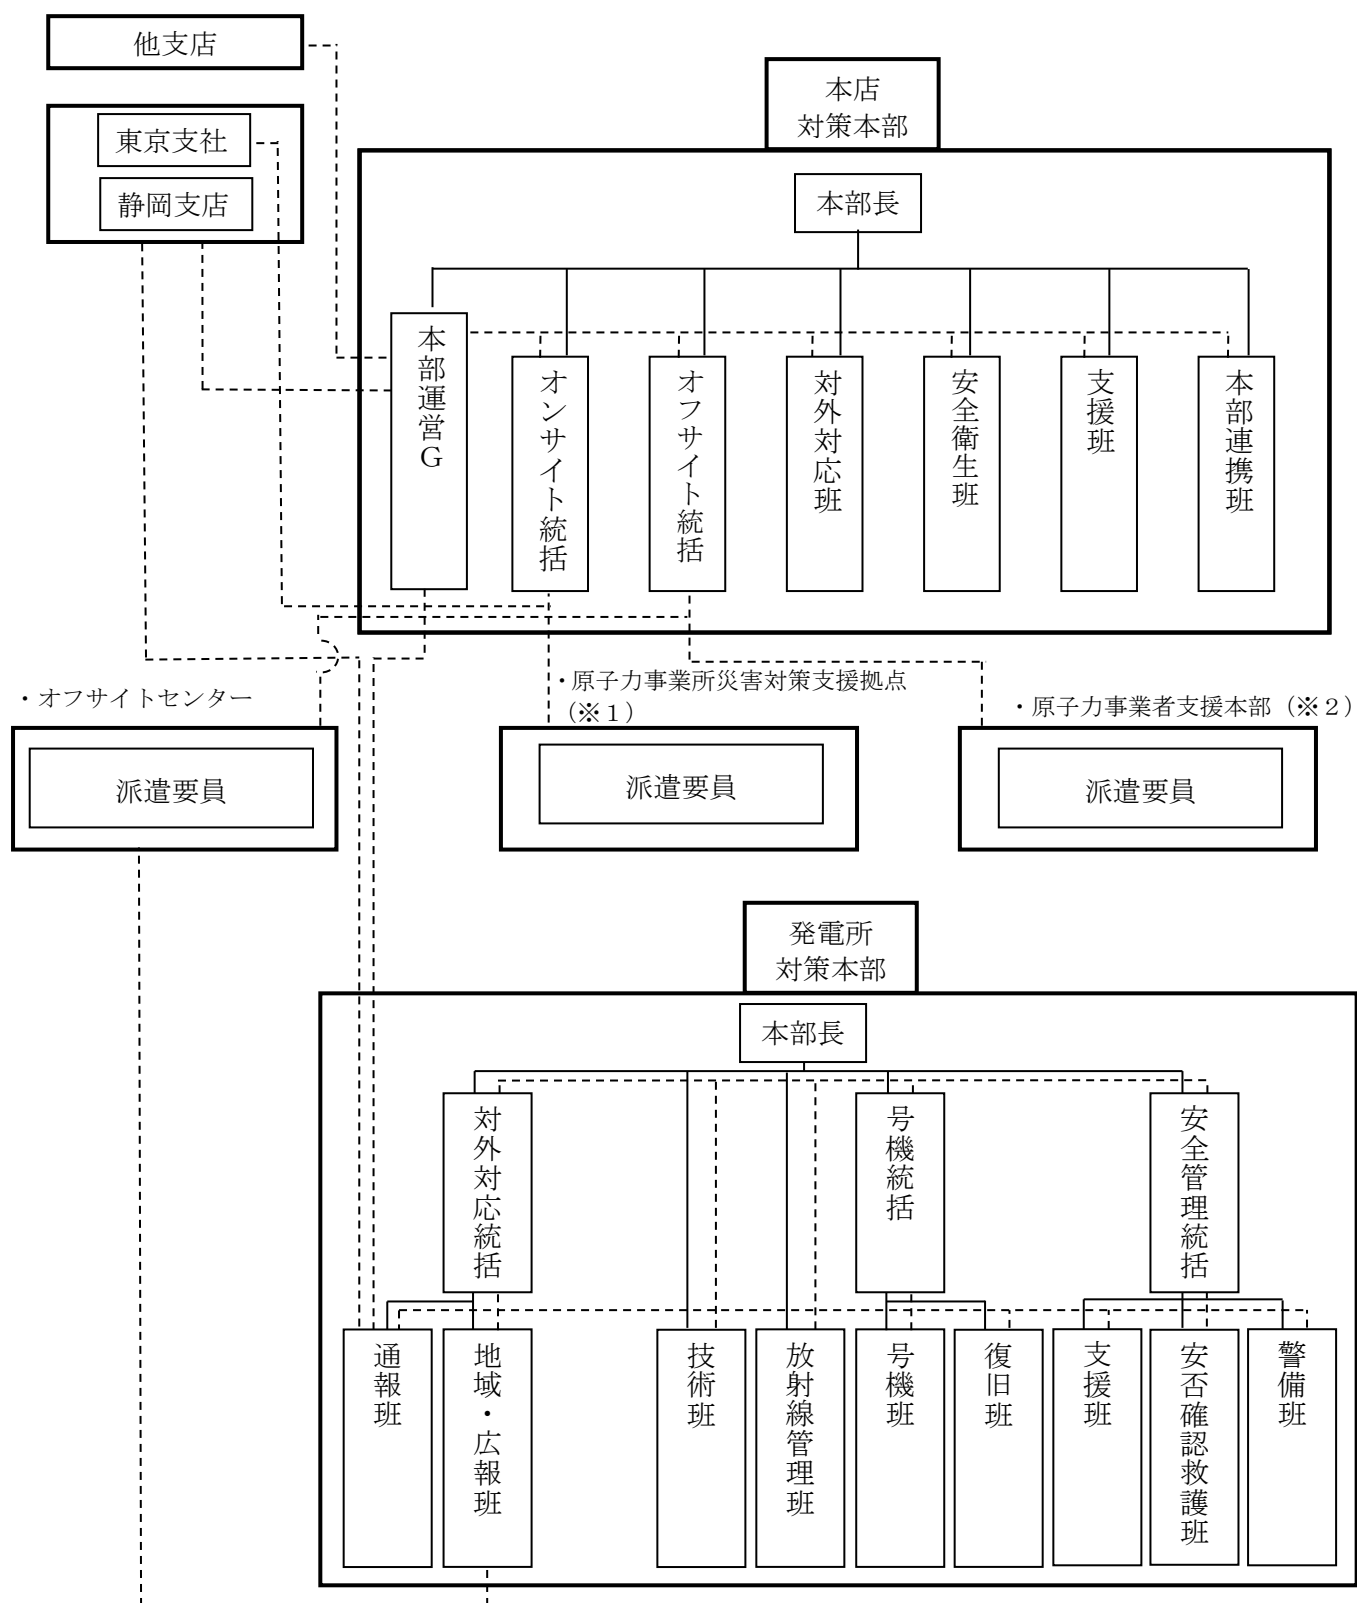 他支店
東京支社
静岡支店
本店
対策本部
本部長
本部運営G
オンサイト統括
オフサイト統括
対外対応班
安全衛生班
支援班
本部連携班
・オフサイトセンター
派遣要員
・原子力事業所災害対策支援拠点
(※1)
派遣要員
・原子力事業者支援本部(※2)
派遣要員
発電所
対策本部
本部長
対外対応統括
号機統括
安全管理統括
通報班
地域・広報班
技術班
放射線管理班
号機班
復旧班
支援班
安否確認救護班
警備班